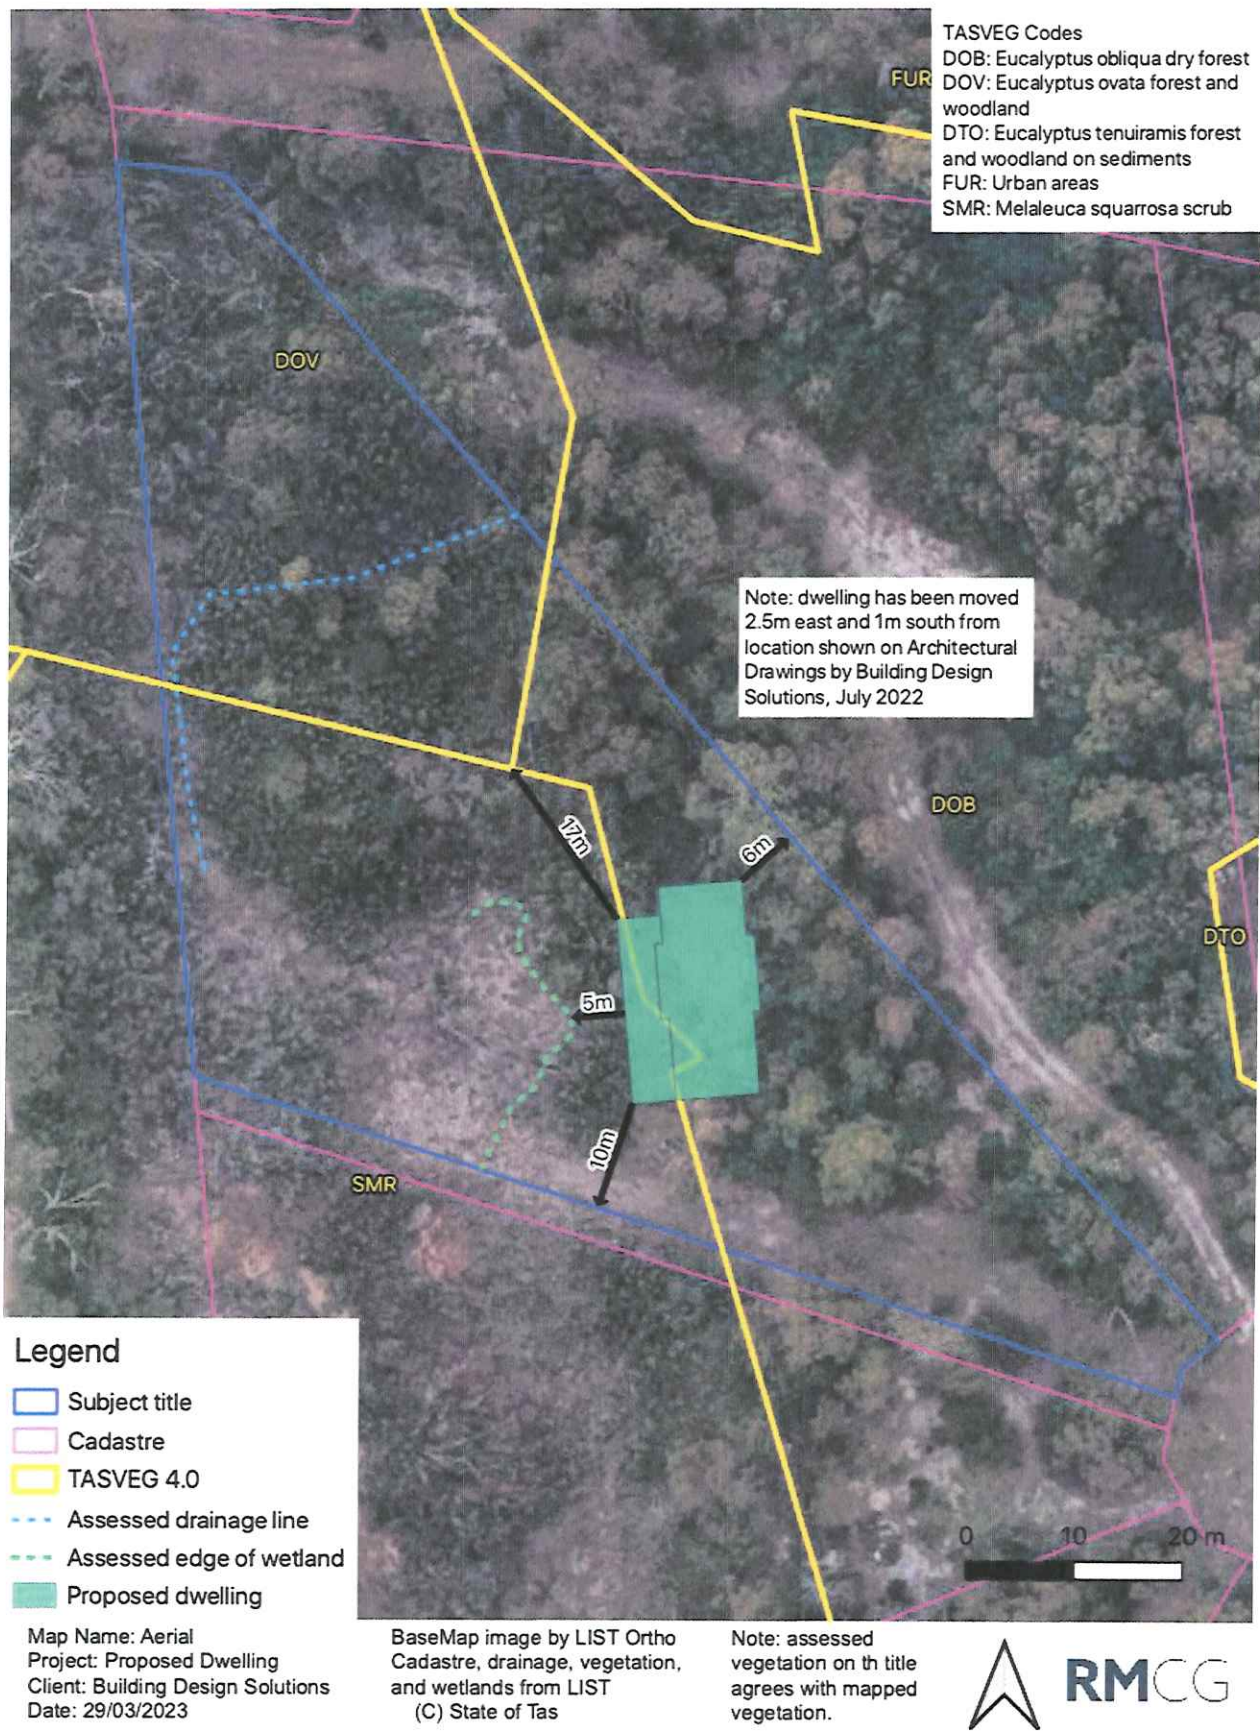 TASVEG Codes
DOB: Eucalyptus obliqua dry forest
DOV: Eucalyptus ovata forest and
woodland
DTO: Eucalyptus tenuiramis forest
and woodland on sediments
FUR: Urban areas
SMR: Melaleuca squarrosa scrub
FUR
DOV
Note: dwelling has been moved
2.5m east and 1m south from
location shown on Architectural
Drawings by Building Design
Solutions, July 2022
DOB
17m
6m
DTO
5m
10m
SMR
Legend
Subject title
Cadastre
TASVEG 4.0
Assessed drainage line
Assessed edge of wetland
Proposed dwelling
0 10 20 m
Map Name: Aerial
Project: Proposed Dwelling
Client: Building Design Solutions
Date: 29/03/2023
BaseMap image by LIST Ortho
Cadastre, drainage, vegetation,
and wetlands from LIST
(C) State of Tas
Note: assessed
vegetation on th title
agrees with mapped
vegetation.
RMCG